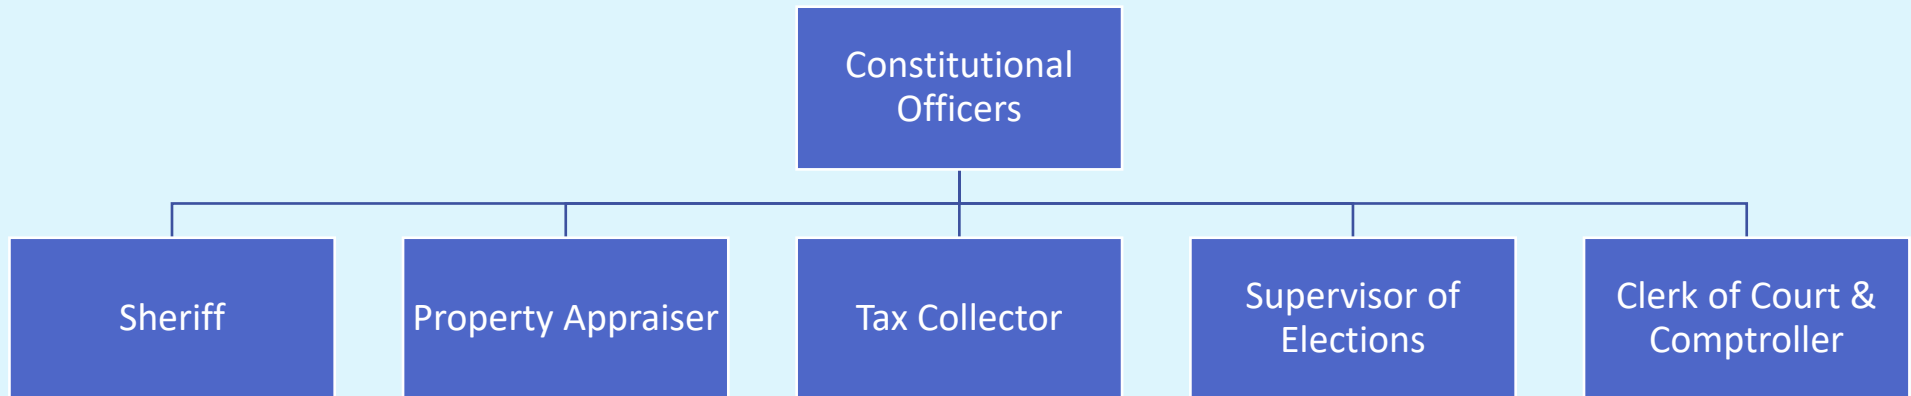 Constitutional
Officers
Sheriff
Property Appraiser
Tax Collector
Supervisor of
Elections
Clerk of Court &
Comptroller